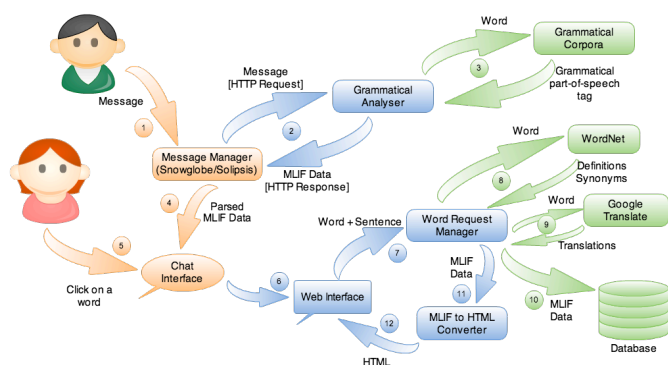 Word
Grammatical
Corpora
3
Message
[HTTP Request]
Grammatical
Analyser
Grammatical
part-of-speech
tag
Message
1
2
Message Manager
(Snowglobe/Solipsis)
MLIF Data
[HTTP Response]
Word
WordNet
8
Definitions
Synonyms
4
Parsed
MLIF Data
Word + Sentence
Word Request
Manager
Word
Google
Translate
9
Translations
5
Click on a
word
Chat
Interface
6
7
Web Interface
MLIF
Data
11
10
MLIF
Data
12
MLIF to HTML
Converter
HTML
Database